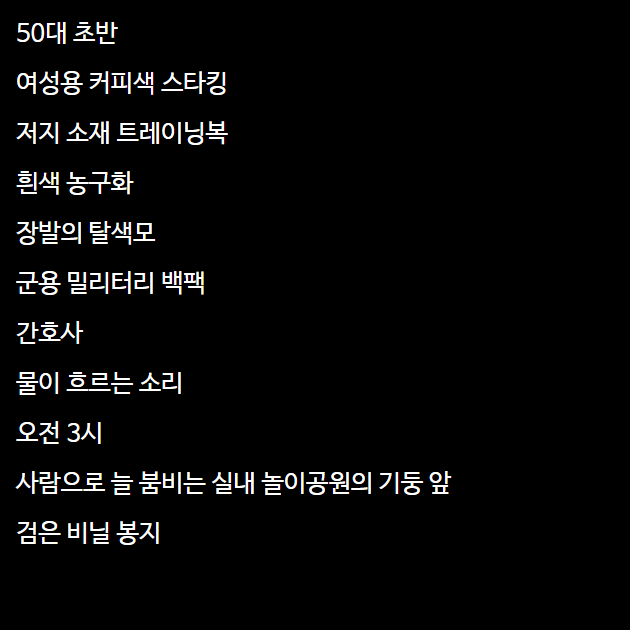 50대 초반
여성용 커피색 스타킹
저지 소재 트레이닝복
흰색 농구화
장발의 탈색모
군용 밀리터리 백팩
간호사
물이 흐르는 소리
오전 3시
사람으로 늘 붐비는 실내 놀이공원의 기둥 앞
검은 비닐 봉지